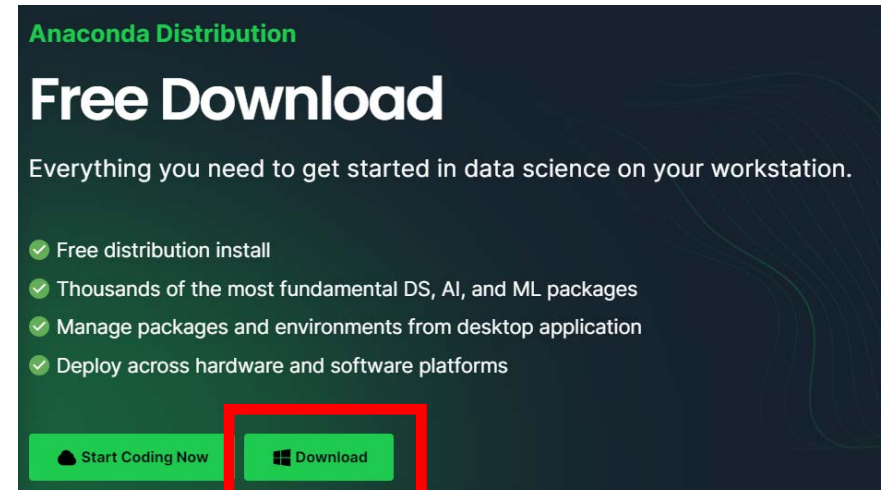 Anaconda Distribution
Free Download
Everything you need to get started in data science on your workstation.
Free distribution install
Thousands of the most fundamental DS, AI, and ML packages
Manage packages and environments from desktop application
Deploy across hardware and software platforms
Start Coding Now
Download